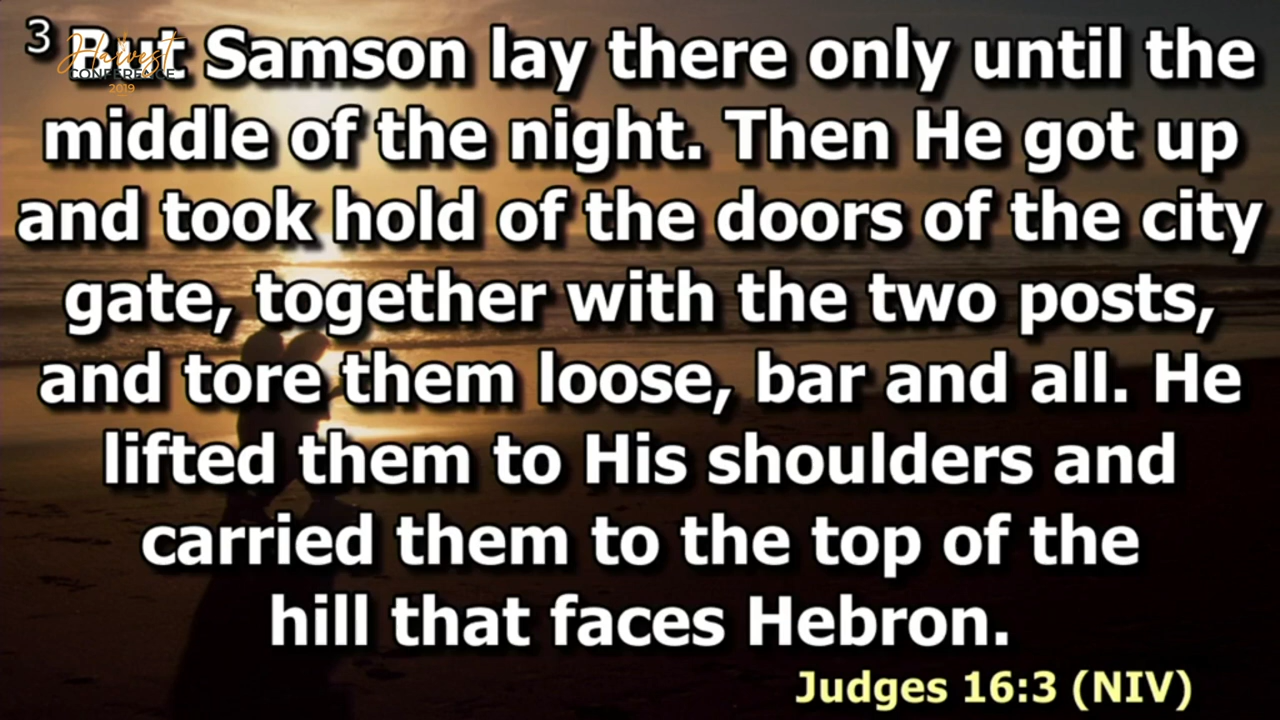 3 But Samson lay there only until the
middle of the night. Then He got up
and took hold of the doors of the city
gate, together with the two posts,
and tore them loose, bar and all. He
lifted them to His shoulders and
carried them to the top of the
hill that faces Hebron.
Judges 16:3 (NIV)
Harvest
CONFERENCE
2019